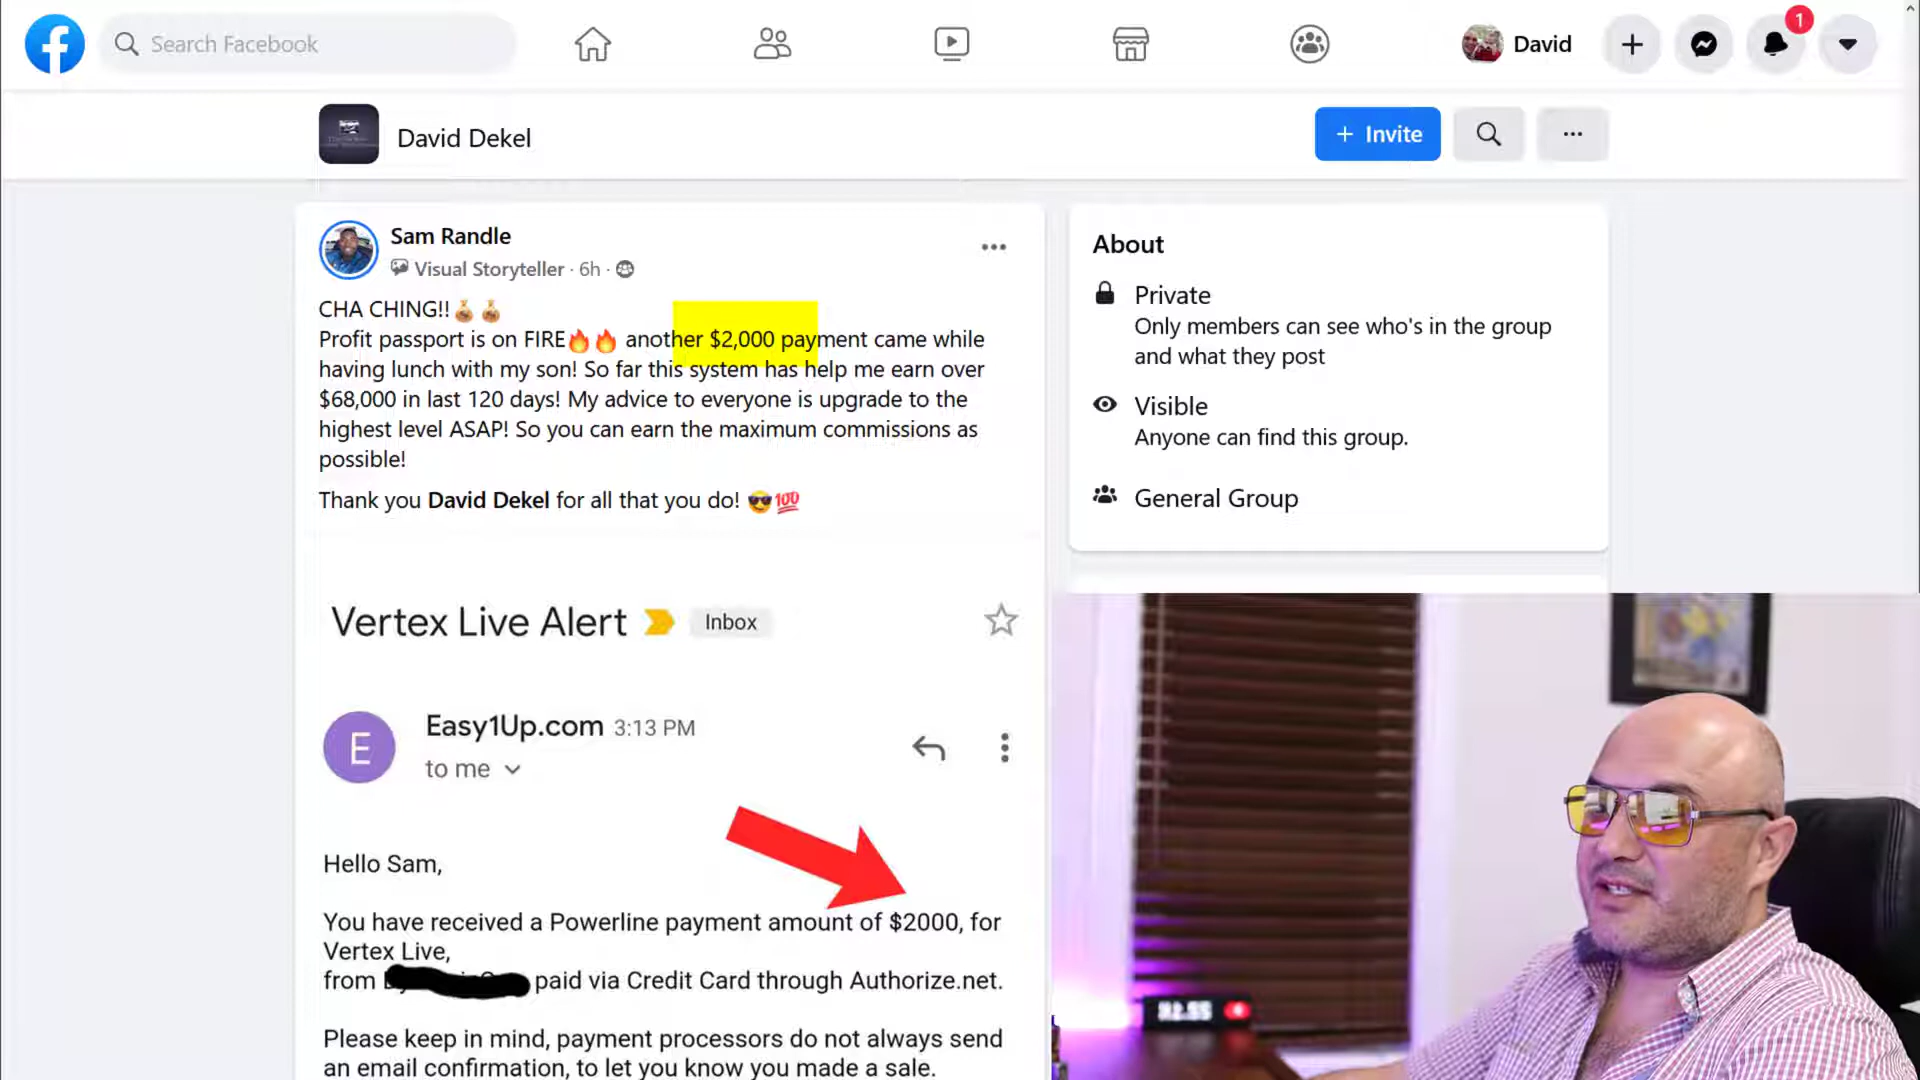 Search Facebook
David
1
David Dekel
+ Invite
Sam Randle
Visual Storyteller · 6h ·
CHA CHING!!💰💰
Profit passport is on FIRE🔥🔥 another $2,000 payment came while
having lunch with my son! So far this system has help me earn over
$68,000 in last 120 days! My advice to everyone is upgrade to the
highest level ASAP! So you can earn the maximum commissions as
possible!
Thank you David Dekel for all that you do! 😎💯
About
Private
Only members can see who's in the group
and what they post
Visible
Anyone can find this group.
General Group
Vertex Live Alert
Inbox
E
Easy1Up.com 3:13 PM
to me
Hello Sam,
You have received a Powerline payment amount of $2000, for
Vertex Live,
from paid via Credit Card through Authorize.net.
Please keep in mind, payment processors do not always send
an email confirmation, to let you know you made a sale.